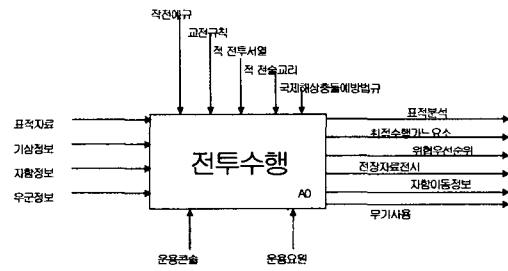 작전예규
교전규칙
적 전투서열
적 전술교리
국제해상충돌예방법규
표적자료
기상정보
자함정보
우군정보
전투수행
A0
표적분석
최적수행가느요소
위협우선순위
전장자료전시
자함이동정보
무기사용
운용콘솔
운용요원